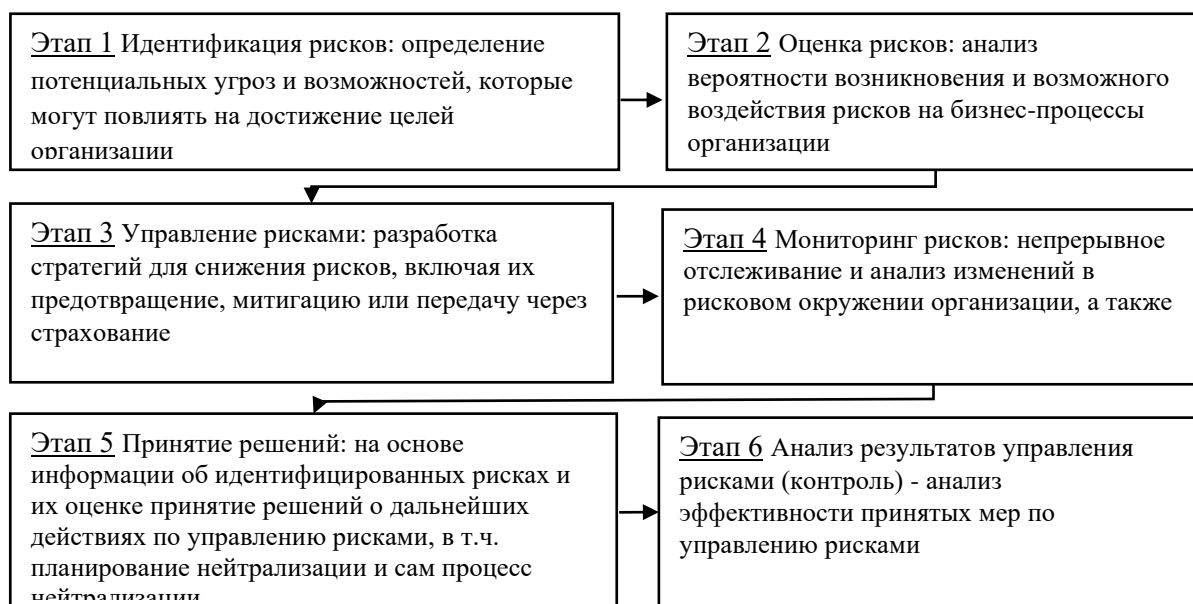 Этап 1 Идентификация рисков: определение
потенциальных угроз и возможностей, которые
могут повлиять на достижение целей
организации
Этап 2 Оценка рисков: анализ
вероятности возникновения и возможного
воздействия рисков на бизнес-процессы
организации
Этап 3 Управление рисками: разработка
стратегий для снижения рисков, включая их
предотвращение, митигацию или передачу через
страхование
Этап 4 Мониторинг рисков: непрерывное
отслеживание и анализ изменений в
рисковом окружении организации, а также
Этап 5 Принятие решений: на основе
информации об идентифицированных рисках и
их оценке принятие решений о дальнейших
действиях по управлению рисками, в т.ч.
планирование нейтрализации и сам процесс
нейтрализации
Этап 6 Анализ результатов управления
рисками (контроль) - анализ
эффективности принятых мер по
управлению рисками